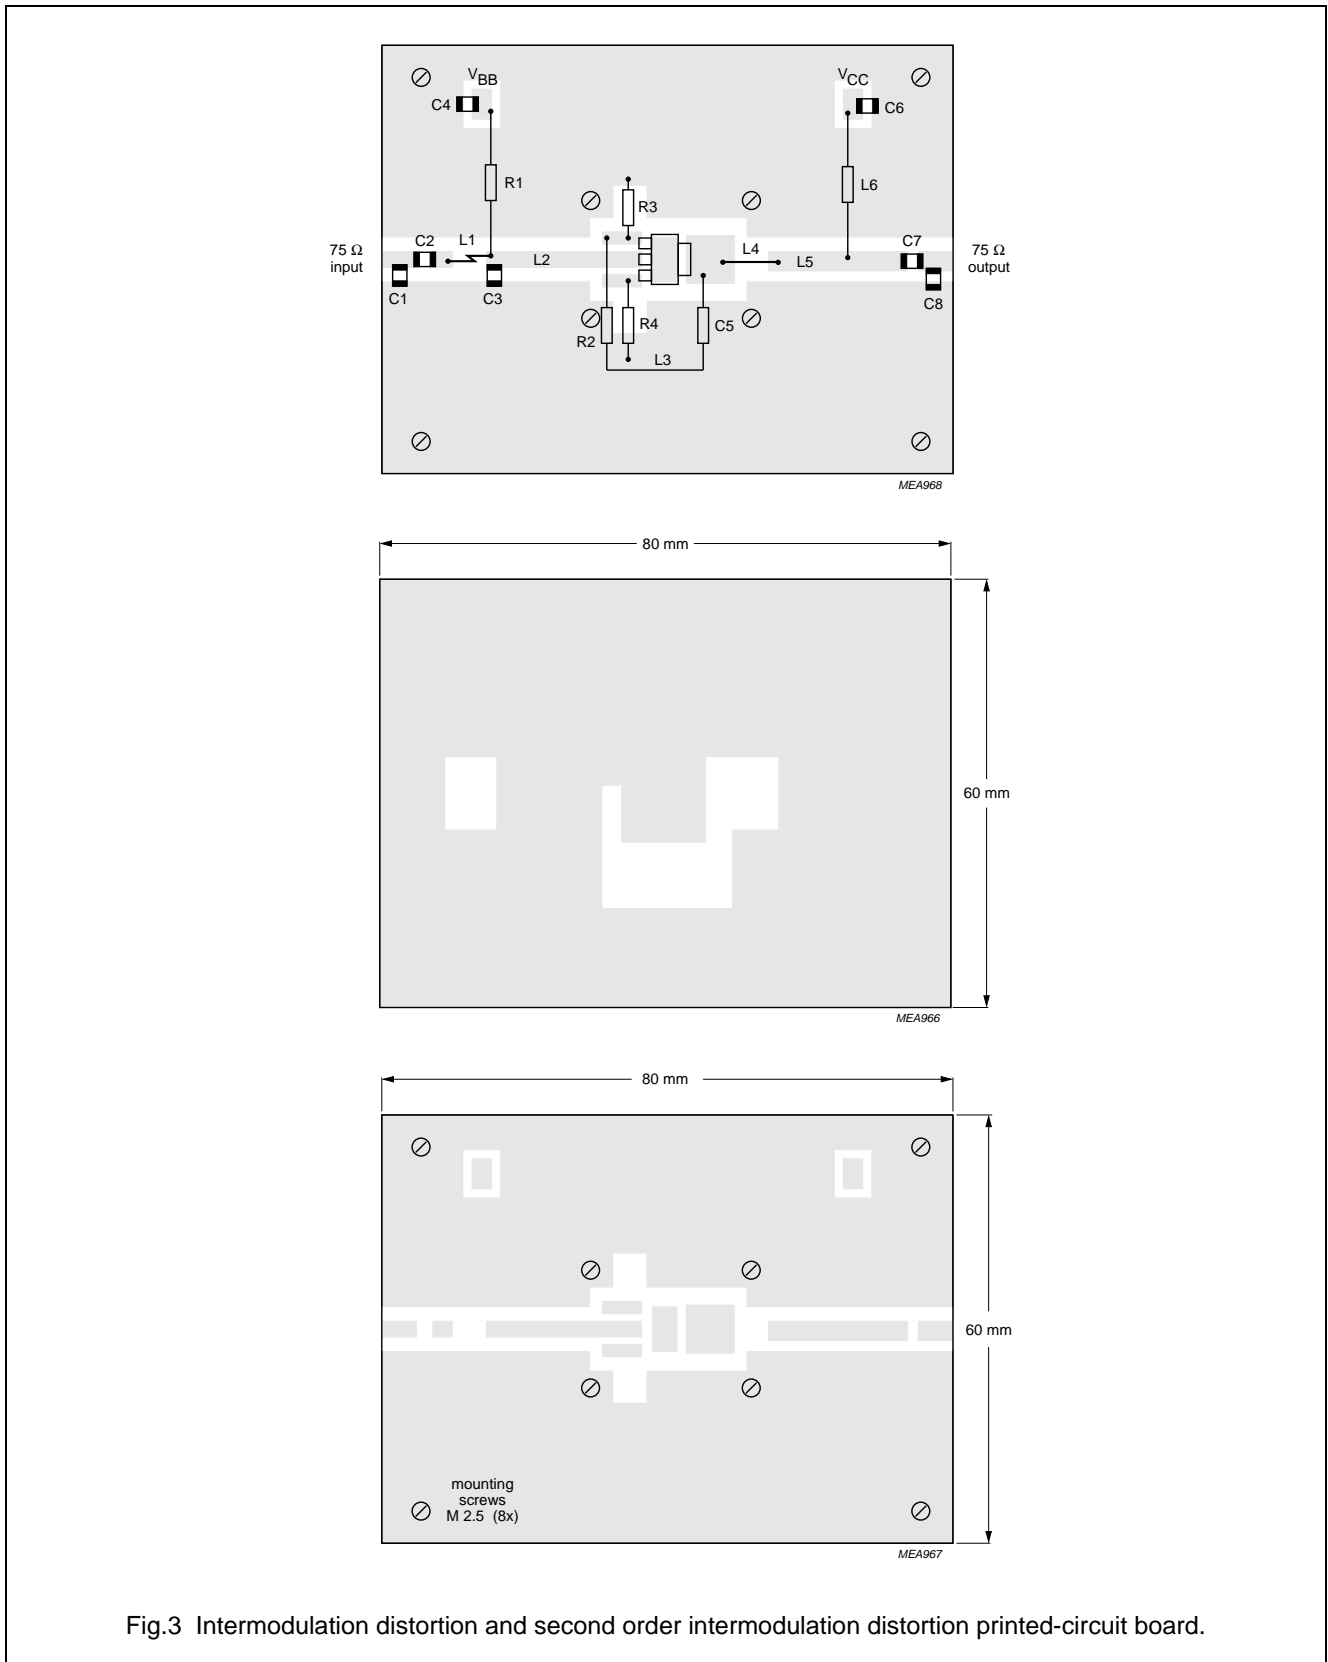 VBB
VCC
C4
C6
R1
L6
R3
75 Ω
input
C2
L1
L2
L4
L5
C7
75 Ω
output
C1
C3
C8
R2
R4
C5
L3
MEA968
80 mm
60 mm
MEA966
80 mm
60 mm
mounting
screws
M 2.5 (8x)
MEA967
Fig.3 Intermodulation distortion and second order intermodulation distortion printed-circuit board.